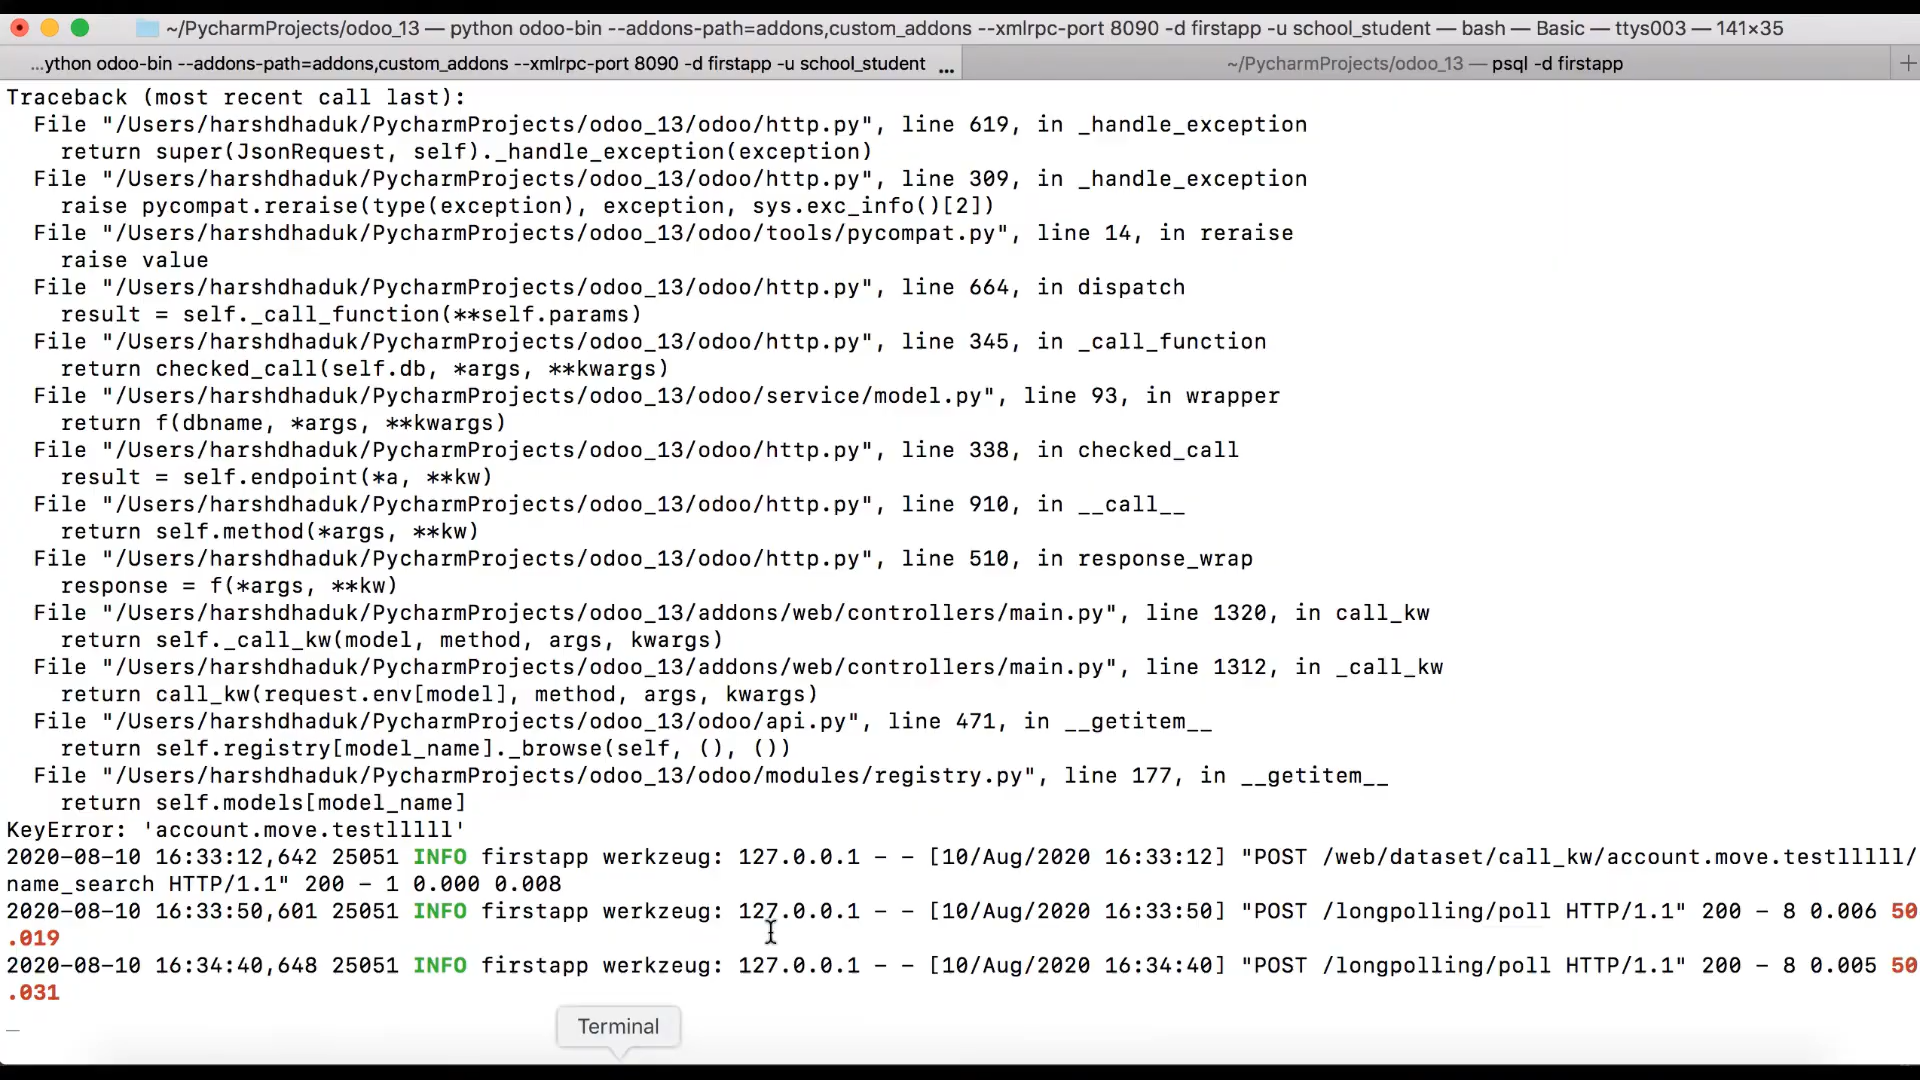 ~/PycharmProjects/odoo_13 — python odoo-bin --addons-path=addons,custom_addons --xmlrpc-port 8090 -d firstapp -u school_student — bash — Basic — ttys003 — 141×35
...ython odoo-bin --addons-path=addons,custom_addons --xmlrpc-port 8090 -d firstapp -u school_student ...
~/PycharmProjects/odoo_13 — psql -d firstapp +
Traceback (most recent call last):
  File "/Users/harshdhaduk/PycharmProjects/odoo_13/odoo/http.py", line 619, in _handle_exception
    return super(JsonRequest, self)._handle_exception(exception)
  File "/Users/harshdhaduk/PycharmProjects/odoo_13/odoo/http.py", line 309, in _handle_exception
    raise pycompat.reraise(type(exception), exception, sys.exc_info()[2])
  File "/Users/harshdhaduk/PycharmProjects/odoo_13/odoo/tools/pycompat.py", line 14, in reraise
    raise value
  File "/Users/harshdhaduk/PycharmProjects/odoo_13/odoo/http.py", line 664, in dispatch
    result = self._call_function(**self.params)
  File "/Users/harshdhaduk/PycharmProjects/odoo_13/odoo/http.py", line 345, in _call_function
    return checked_call(self.db, *args, **kwargs)
  File "/Users/harshdhaduk/PycharmProjects/odoo_13/odoo/service/model.py", line 93, in wrapper
    return f(dbname, *args, **kwargs)
  File "/Users/harshdhaduk/PycharmProjects/odoo_13/odoo/http.py", line 338, in checked_call
    result = self.endpoint(*a, **kw)
  File "/Users/harshdhaduk/PycharmProjects/odoo_13/odoo/http.py", line 910, in __call__
    return self.method(*args, **kw)
  File "/Users/harshdhaduk/PycharmProjects/odoo_13/odoo/http.py", line 510, in response_wrap
    response = f(*args, **kw)
  File "/Users/harshdhaduk/PycharmProjects/odoo_13/addons/web/controllers/main.py", line 1320, in call_kw
    return self._call_kw(model, method, args, kwargs)
  File "/Users/harshdhaduk/PycharmProjects/odoo_13/addons/web/controllers/main.py", line 1312, in _call_kw
    return call_kw(request.env[model], method, args, kwargs)
  File "/Users/harshdhaduk/PycharmProjects/odoo_13/odoo/api.py", line 471, in __getitem__
    return self.registry[model_name]._browse(self, (), ())
  File "/Users/harshdhaduk/PycharmProjects/odoo_13/odoo/modules/registry.py", line 177, in __getitem__
    return self.models[model_name]
KeyError: 'account.move.testlllll'
2020-08-10 16:33:12,642 25051 INFO firstapp werkzeug: 127.0.0.1 - - [10/Aug/2020 16:33:12] "POST /web/dataset/call_kw/account.move.testlllll/
name_search HTTP/1.1" 200 - 1 0.000 0.008
2020-08-10 16:33:50,601 25051 INFO firstapp werkzeug: 127.0.0.1 - - [10/Aug/2020 16:33:50] "POST /longpolling/poll HTTP/1.1" 200 - 8 0.006 50
.019
2020-08-10 16:34:40,648 25051 INFO firstapp werkzeug: 127.0.0.1 - - [10/Aug/2020 16:34:40] "POST /longpolling/poll HTTP/1.1" 200 - 8 0.005 50
.031
Terminal